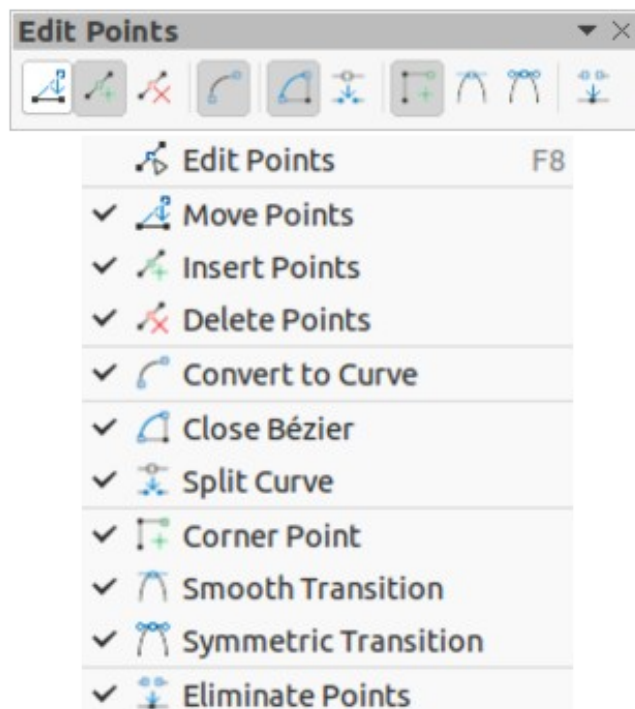 Edit Points
Edit Points F8
Move Points
Insert Points
Delete Points
Convert to Curve
Close Bézier
Split Curve
Corner Point
Smooth Transition
Symmetric Transition
Eliminate Points